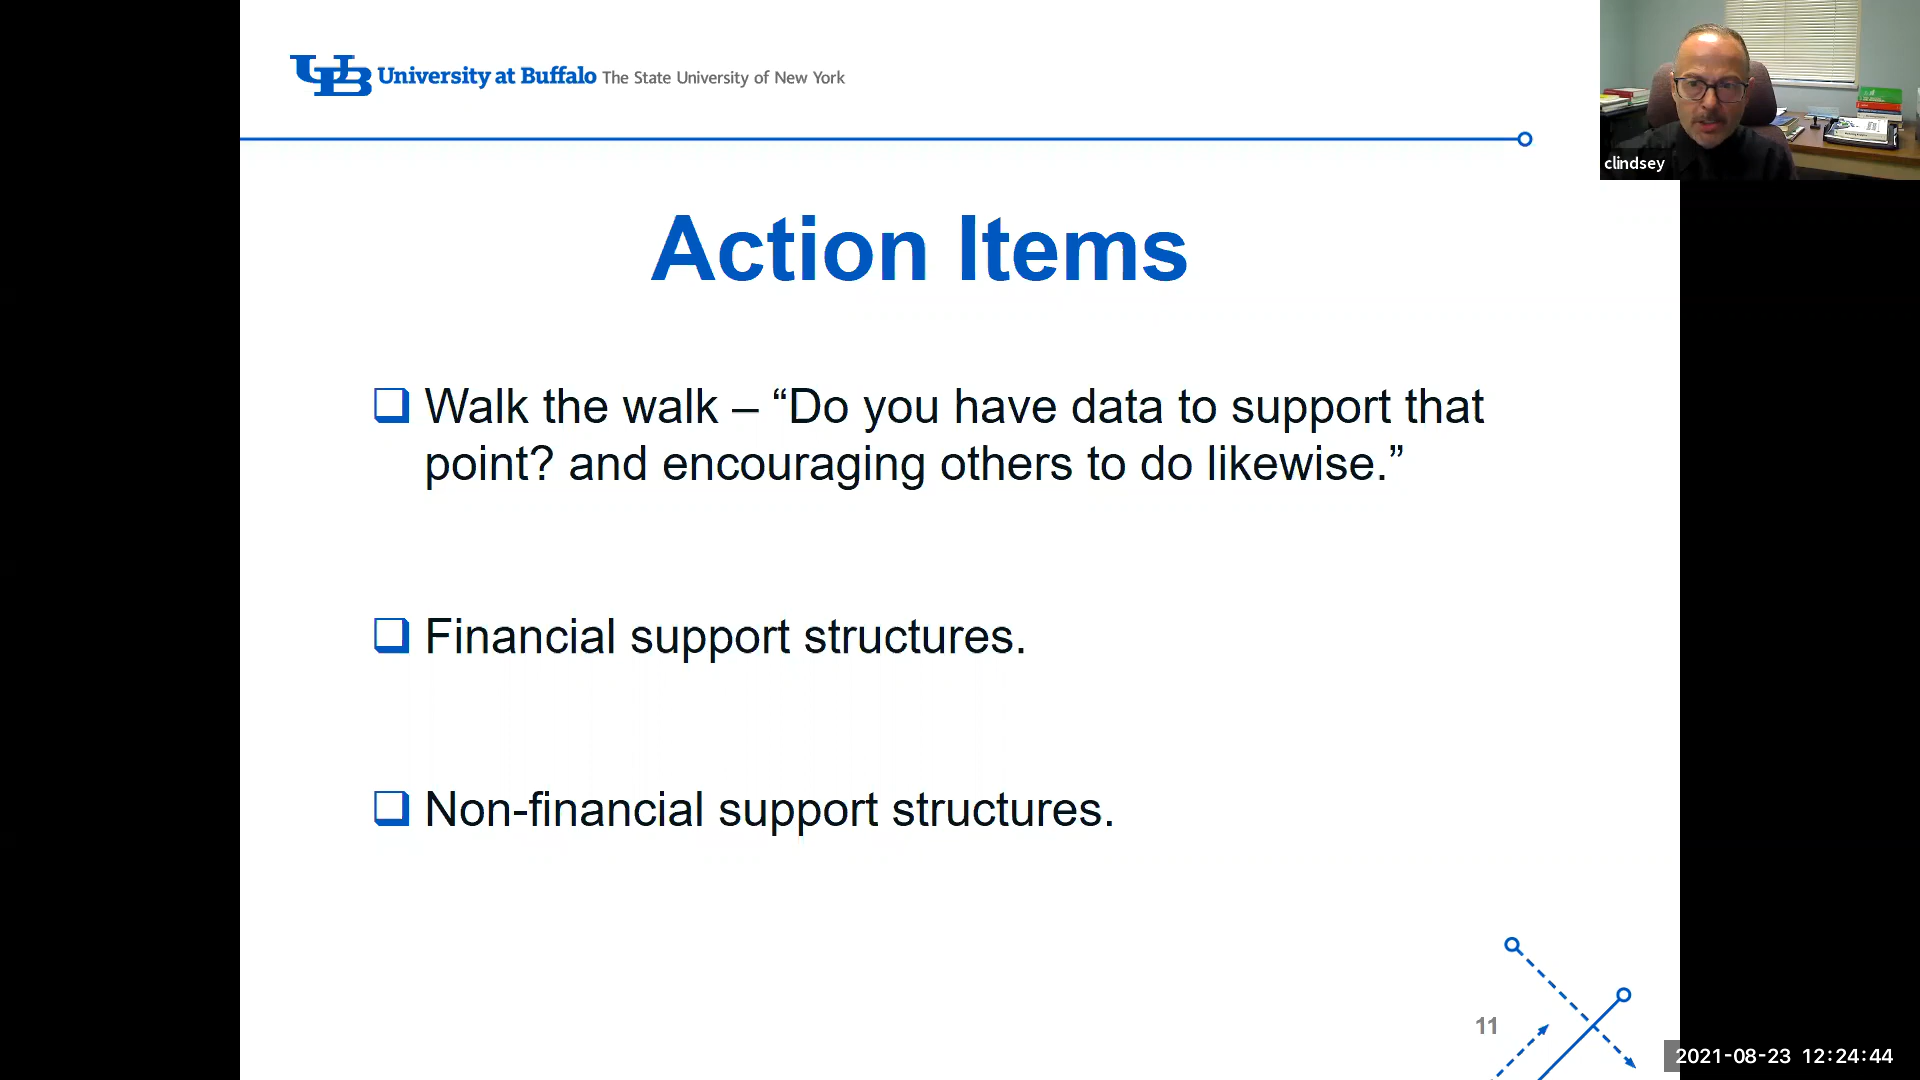 UB University at Buffalo The State University of New York
clindsey
Action Items
Walk the walk – “Do you have data to support that
point? and encouraging others to do likewise.”
Financial support structures.
Non-financial support structures.
11
2021-08-23 12:24:44